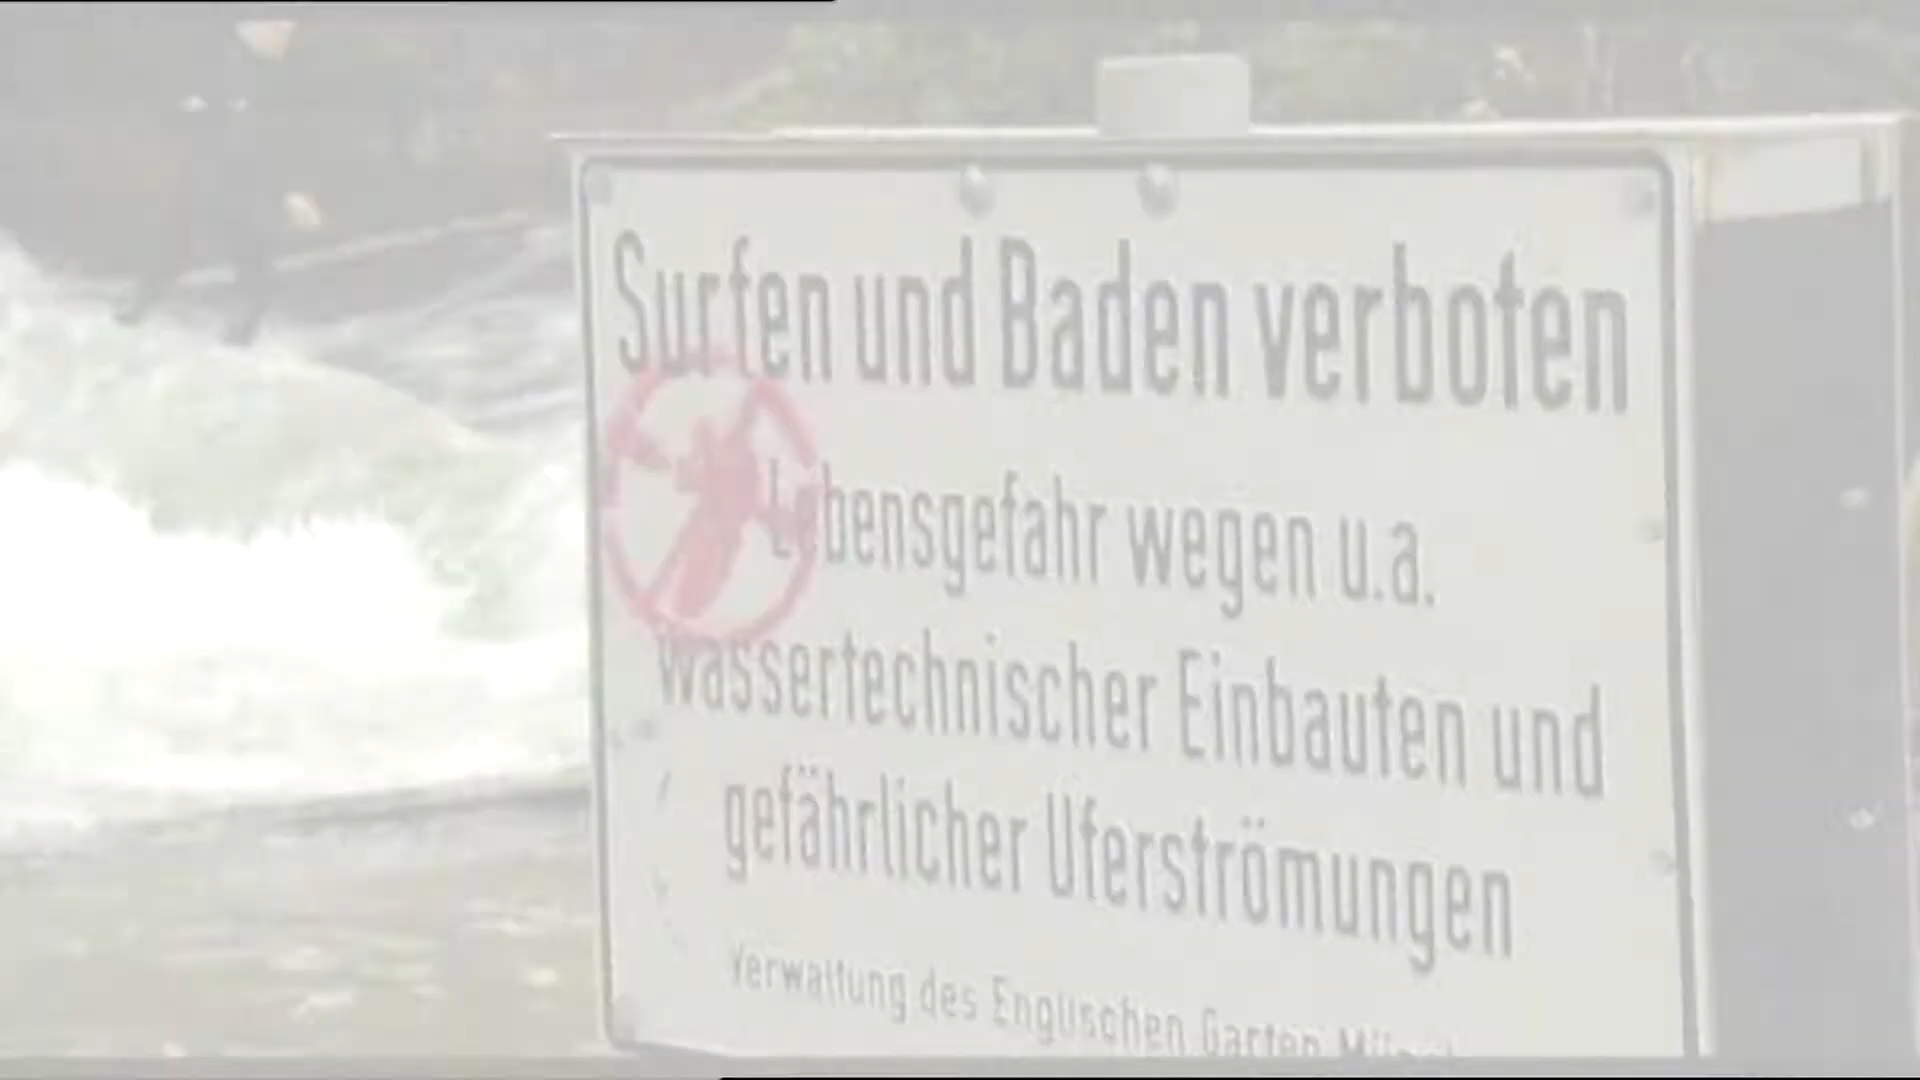 Surfen und Baden verboten
Lebensgefahr wegen u.a.
wassertechnischer Einbauten und
gefährlicher Uferströmungen
Verwaltung des Englischen Garten